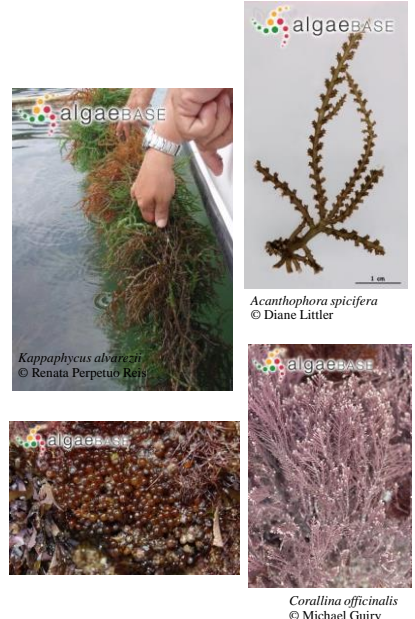 algaeBASE
algaeBASE
1 cm
Acanthophora spicifera
© Diane Littler
Kappaphycus alvarezii
© Renata Perpetuo Reis
algaeBASE
algaeBASE
Corallina officinalis
© Michael Guiry